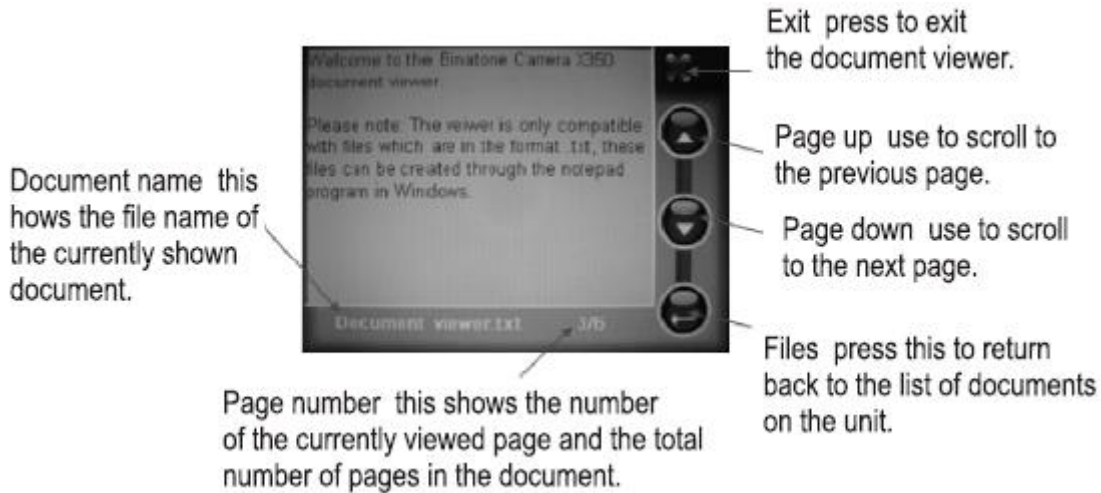 Exit press to exit
the document viewer.
Welcome to the Binatone Camera X350
document viewer.
Please note: The veiwer is only compatible
with files which are in the format .txt, these
files can be created through the notepad
program in Windows.
Page up use to scroll to
the previous page.
Document name this
hows the file name of
the currently shown
document.
Page down use to scroll
to the next page.
Document viewer.txt 3/6
Files press this to return
back to the list of documents
on the unit.
Page number this shows the number
of the currently viewed page and the total
number of pages in the document.